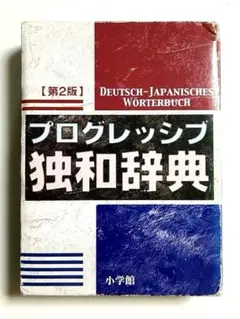 【第2版】
DEUTSCH-JAPANISCHES
WÖRTERBUCH
プログレッシブ
独和辞典
小学館